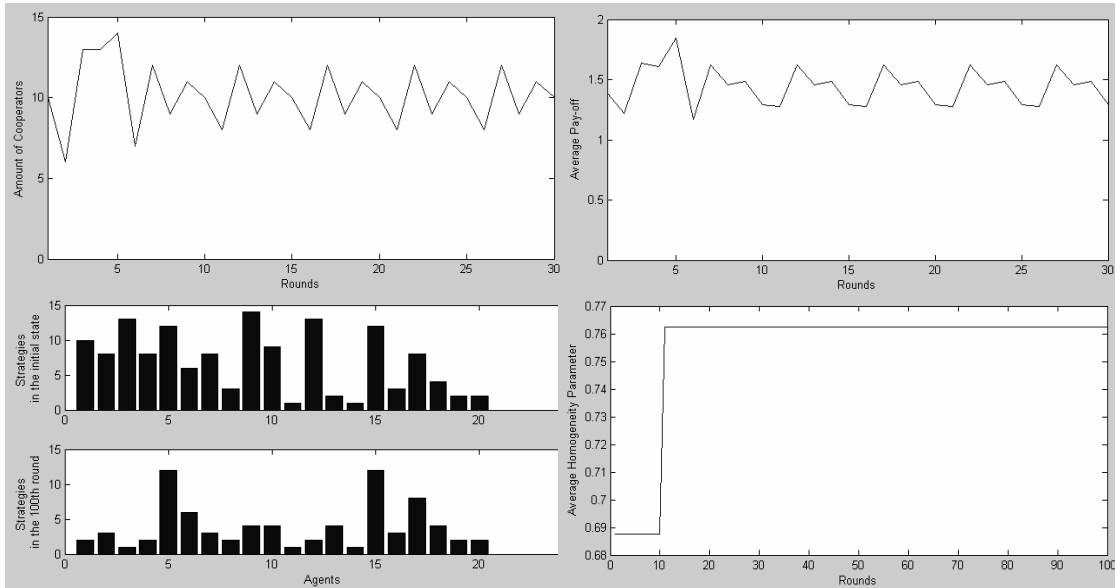 15
10
5
0
Amount of Cooperators
5 10 15 20 25 30
Rounds
2
1.5
1
0.5
0
Average Pay-off
5 10 15 20 25 30
Rounds
15
10
5
0
Strategies
in the initial state
0 5 10 15 20
15
10
5
0
Strategies
in the 100th round
0 5 10 15 20
Agents
0.77
0.76
0.75
0.74
0.73
0.72
0.71
0.7
0.69
0.68
Average Homogeneity Parameter
0 10 20 30 40 50 60 70 80 90 100
Rounds